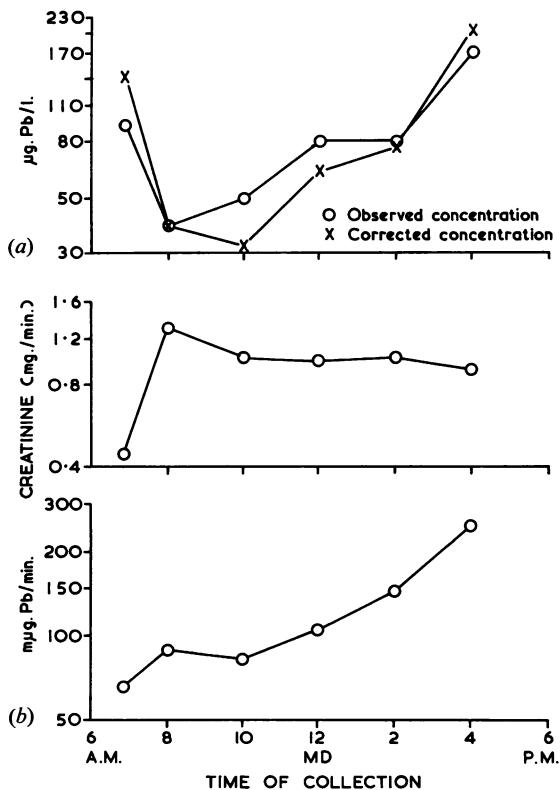 230
170
110
80
50
30
µg. Pb/l.
(a)
O Observed concentration
X Corrected concentration
1·6
1·2
0·8
0·4
CREATININE (mg./min.)
300
200
150
100
50
mµg. Pb/min.
(b)
6 8 10 12 2 4 6
A.M. MD P.M.
TIME OF COLLECTION